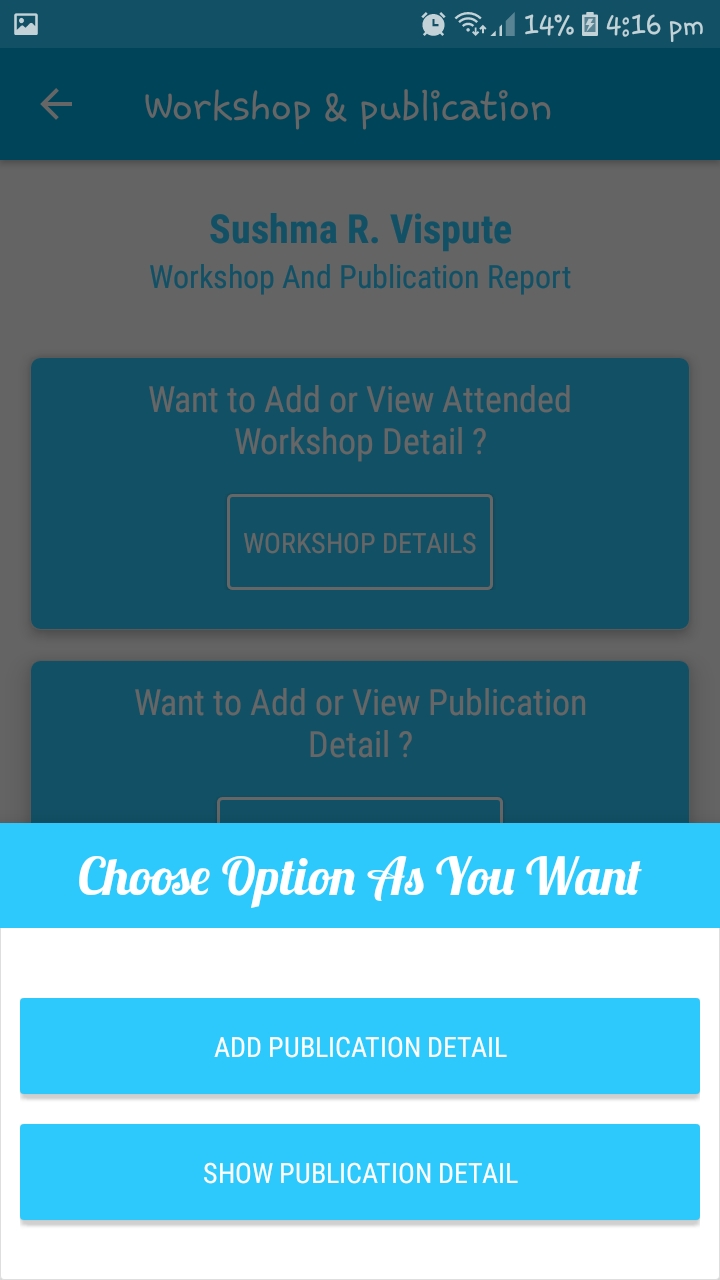 14% 4:16 pm
Workshop & publication
Sushma R. Vispute
Workshop And Publication Report
Want to Add or View Attended
Workshop Detail ?
WORKSHOP DETAILS
Want to Add or View Publication
Detail ?
Choose Option As You Want
ADD PUBLICATION DETAIL
SHOW PUBLICATION DETAIL